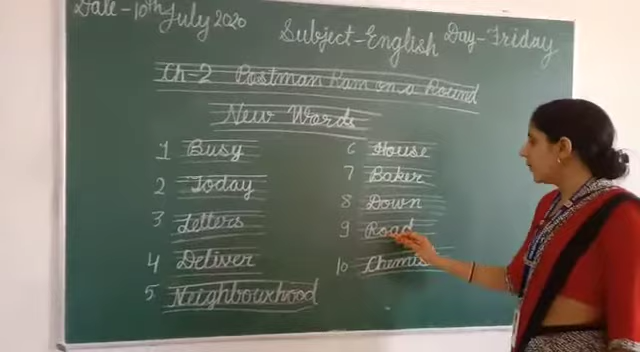 Date - 10th July 2020 Subject - English Day - Friday
Ch-2 Postman Ram on a Round
New Words
1 Busy
2 Today
3 Letters
4 Deliver
5 Neighbourhood
6 House
7 Baker
8 Down
9 Road
10